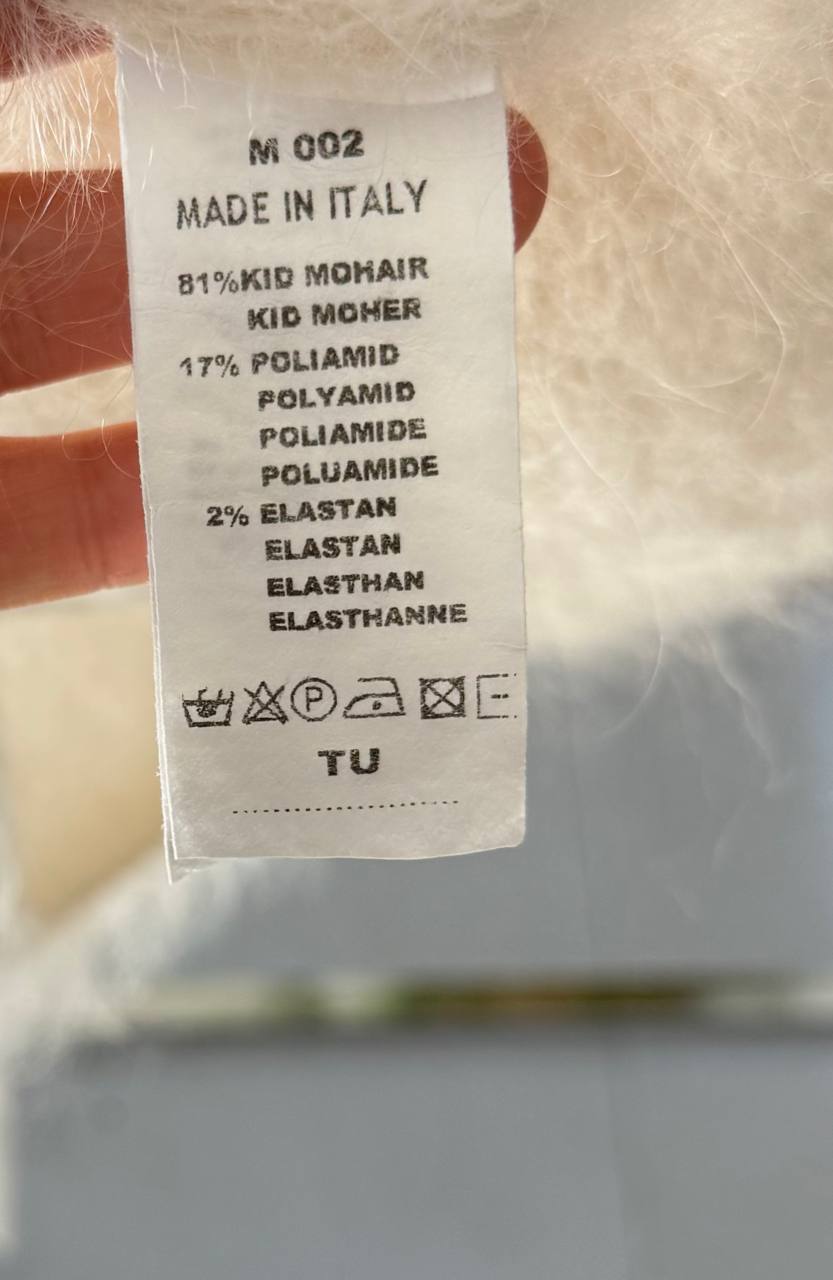 M 002
MADE IN ITALY
81%KID MOHAIR
KID MOHER
17% POLIAMID
POLYAMID
POLIAMIDE
POLUAMIDE
2% ELASTAN
ELASTAN
ELASTHAN
ELASTHANNE
P
TU